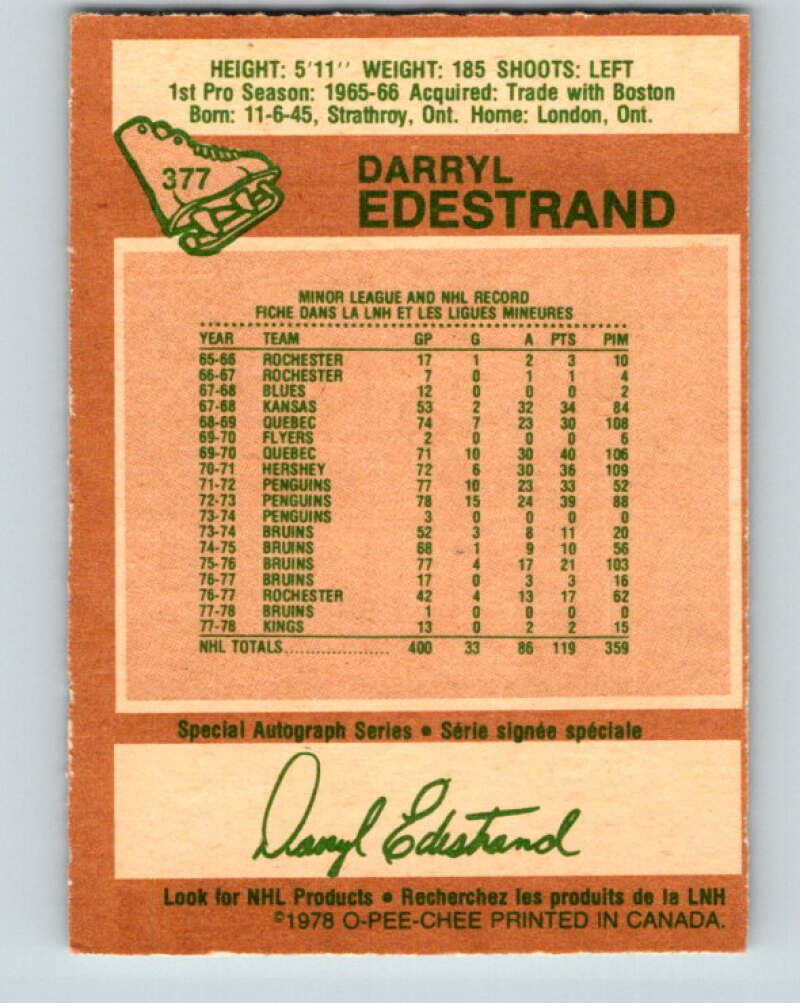 HEIGHT: 5'11'' WEIGHT: 185 SHOOTS: LEFT
1st Pro Season: 1965-66 Acquired: Trade with Boston
Born: 11-6-45, Strathroy, Ont. Home: London, Ont.
377
DARRYL
EDESTRAND
MINOR LEAGUE AND NHL RECORD
FICHE DANS LA LNH ET LES LIGUES MINEURES
YEAR TEAM GP G A PTS PIM
65-66 ROCHESTER 17 1 2 3 10
66-67 ROCHESTER 7 0 1 1 4
67-68 BLUES 12 0 0 0 2
67-68 KANSAS 53 2 32 34 84
68-69 QUEBEC 74 7 23 30 108
69-70 FLYERS 2 0 0 0 6
69-70 QUEBEC 71 10 30 40 106
70-71 HERSHEY 72 6 30 36 109
71-72 PENGUINS 77 10 23 33 52
72-73 PENGUINS 78 15 24 39 88
73-74 PENGUINS 3 0 0 0 0
73-74 BRUINS 52 3 8 11 20
74-75 BRUINS 68 1 9 10 56
75-76 BRUINS 77 4 17 21 103
76-77 BRUINS 17 0 3 3 16
76-77 ROCHESTER 42 4 13 17 62
77-78 BRUINS 1 0 0 0 0
77-78 KINGS 13 0 2 2 15
NHL TOTALS.................... 400 33 86 119 359
Special Autograph Series • Série signée spéciale
Darryl Edestrand
Look for NHL Products • Recherchez les produits de la LNH
©1978 O-PEE-CHEE PRINTED IN CANADA.